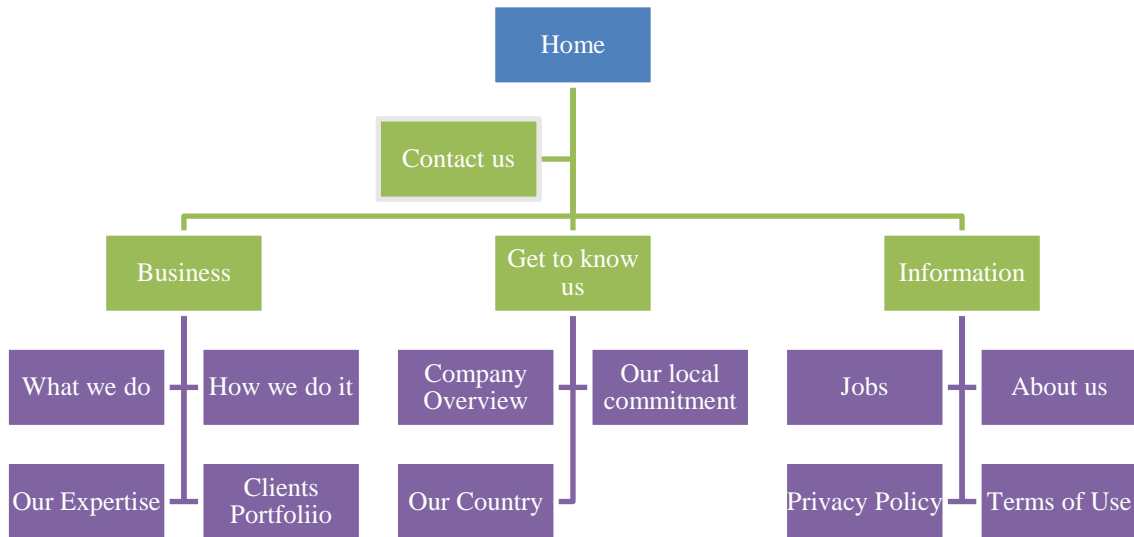 Home
Contact us
Business
Get to know
us
Information
What we do
How we do it
Company
Overview
Our local
commitment
Jobs
About us
Our Expertise
Clients
Portfoliio
Our Country
Privacy Policy
Terms of Use